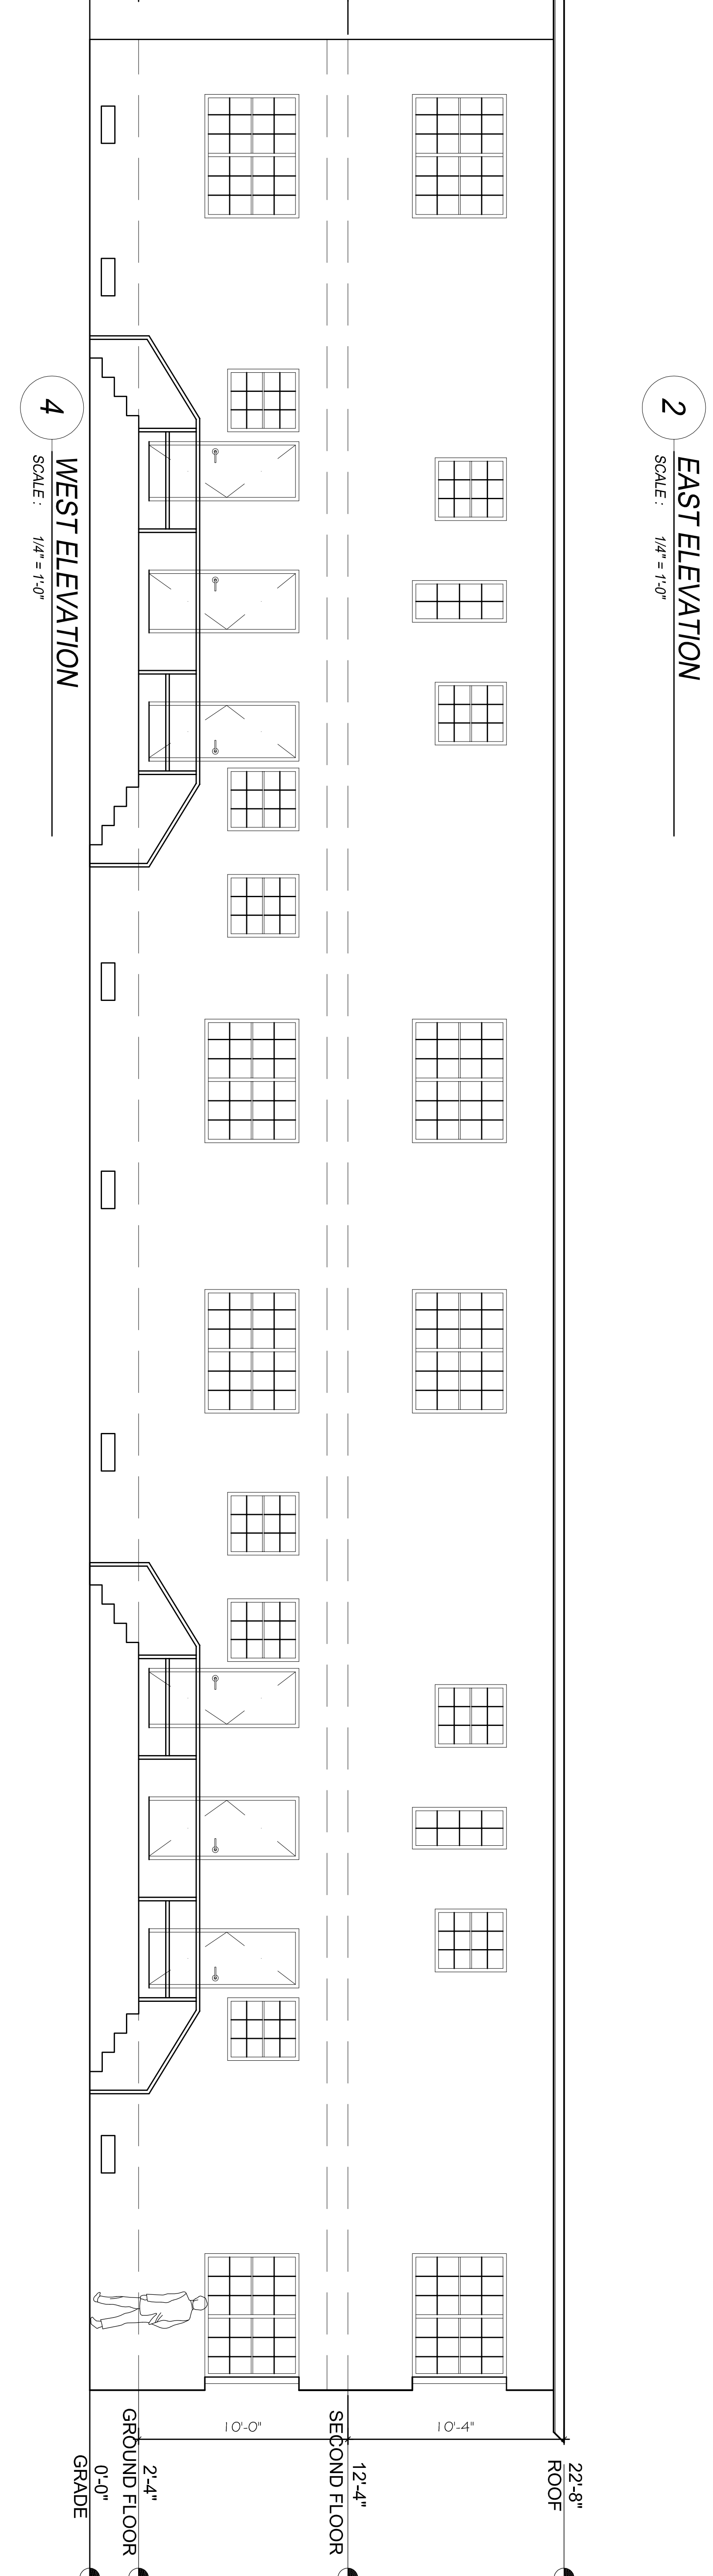 2
EAST ELEVATION
SCALE : 1/4" = 1'-0"
22'-8"
ROOF
10'-4"
12'-4"
SECOND FLOOR
10'-0"
2'-4"
GROUND FLOOR
0'-0"
GRADE
4
WEST ELEVATION
SCALE : 1/4" = 1'-0"